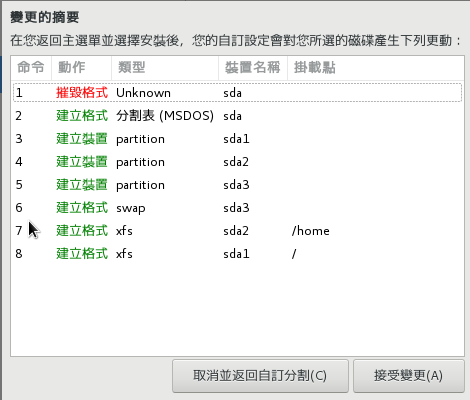 變更的摘要
在您返回主選單並選擇安裝後，您的自訂設定會對您所選的磁碟產生下列更動：
命令 動作 類型 裝置名稱 掛載點
1 摧毀格式 Unknown sda
2 建立格式 分割表 (MSDOS) sda
3 建立裝置 partition sda1
4 建立裝置 partition sda2
5 建立裝置 partition sda3
6 建立格式 swap sda3
7 建立格式 xfs sda2 /home
8 建立格式 xfs sda1 /
取消並返回自訂分割(C) 接受變更(A)